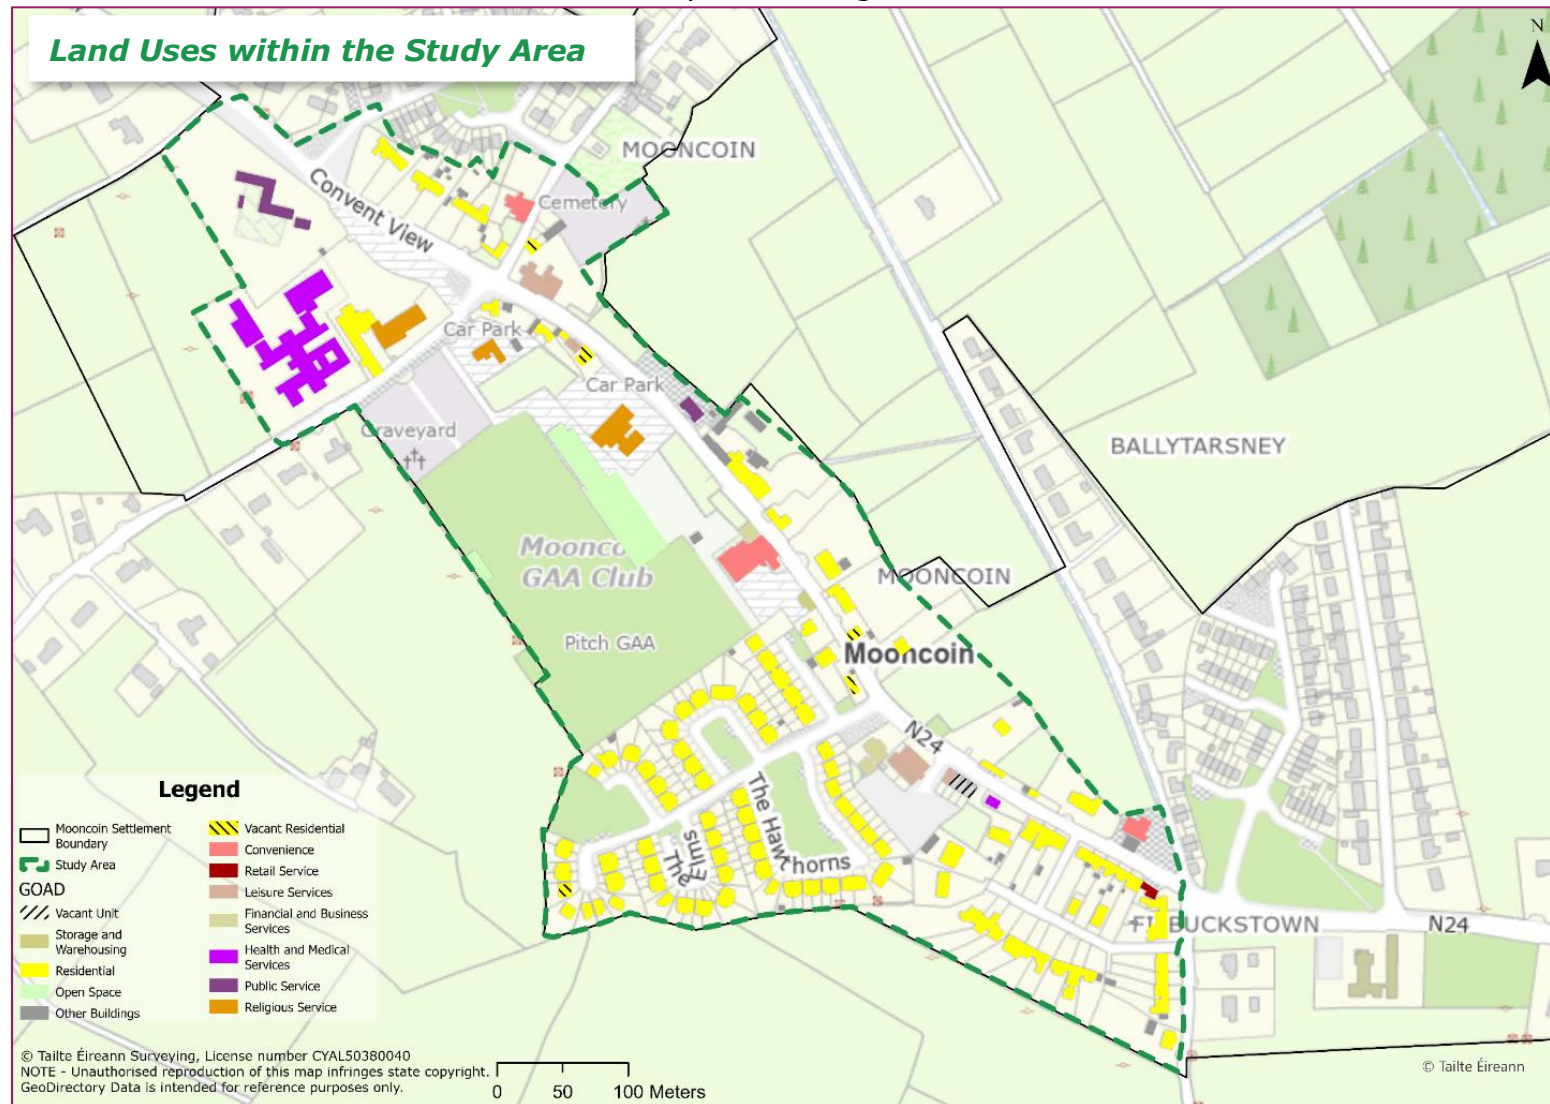 Land Uses within the Study Area
N
MOONCOIN
Convent View
Cemetery
Car Park
Car Park
Graveyard
BALLYTARSNEY
Moonco
GAA Club
MOONCOIN
Pitch GAA
Mooncoin
N24
The Hawthorns
The Elms
BUCKSTOWN
N24
Legend
Mooncoin Settlement
Boundary
Study Area
GOAD
Vacant Unit
Storage and
Warehousing
Residential
Open Space
Other Buildings
Vacant Residential
Convenience
Retail Service
Leisure Services
Financial and Business
Services
Health and Medical
Services
Public Service
Religious Service
© Tailte Éireann Surveying, License number CYAL50380040
NOTE - Unauthorised reproduction of this map infringes state copyright.
GeoDirectory Data is intended for reference purposes only.
0 50 100 Meters
© Tailte Éireann